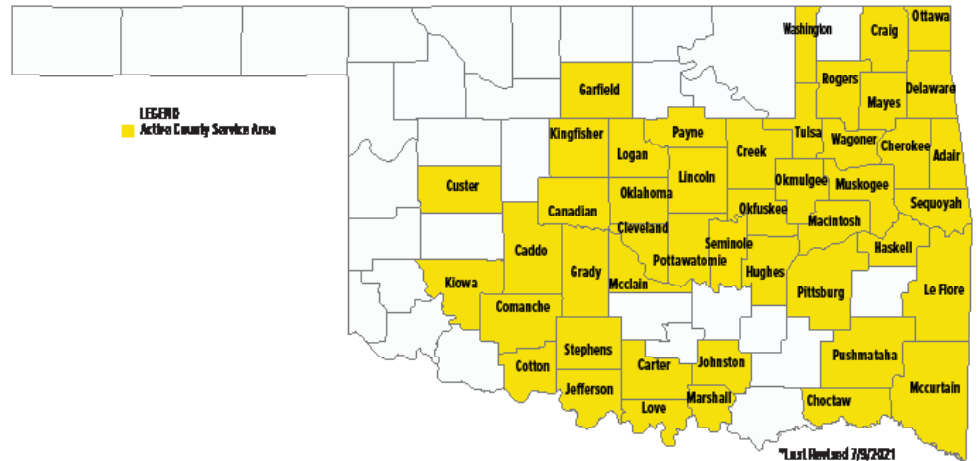 Ottawa
Washington
Craig
Rogers
Delaware
Garfield
Mayes
LEGEND
Active County Service Area
Kingfisher
Payne
Tulsa
Wagoner
Cherokee
Adair
Logan
Creek
Lincoln
Okmulgee
Muskogee
Custer
Oklahoma
Canadian
Okfuskee
Sequoyah
Macintosh
Cleveland
Seminole
Haskell
Caddo
Pottawatomie
Grady
Hughes
Kiowa
Mcclain
Pittsburg
Le Flore
Comanche
Stephens
Pushmataha
Cotton
Carter
Johnston
Jefferson
Marshall
Mccurtain
Love
Choctaw
*Last Revised 7/9/2021